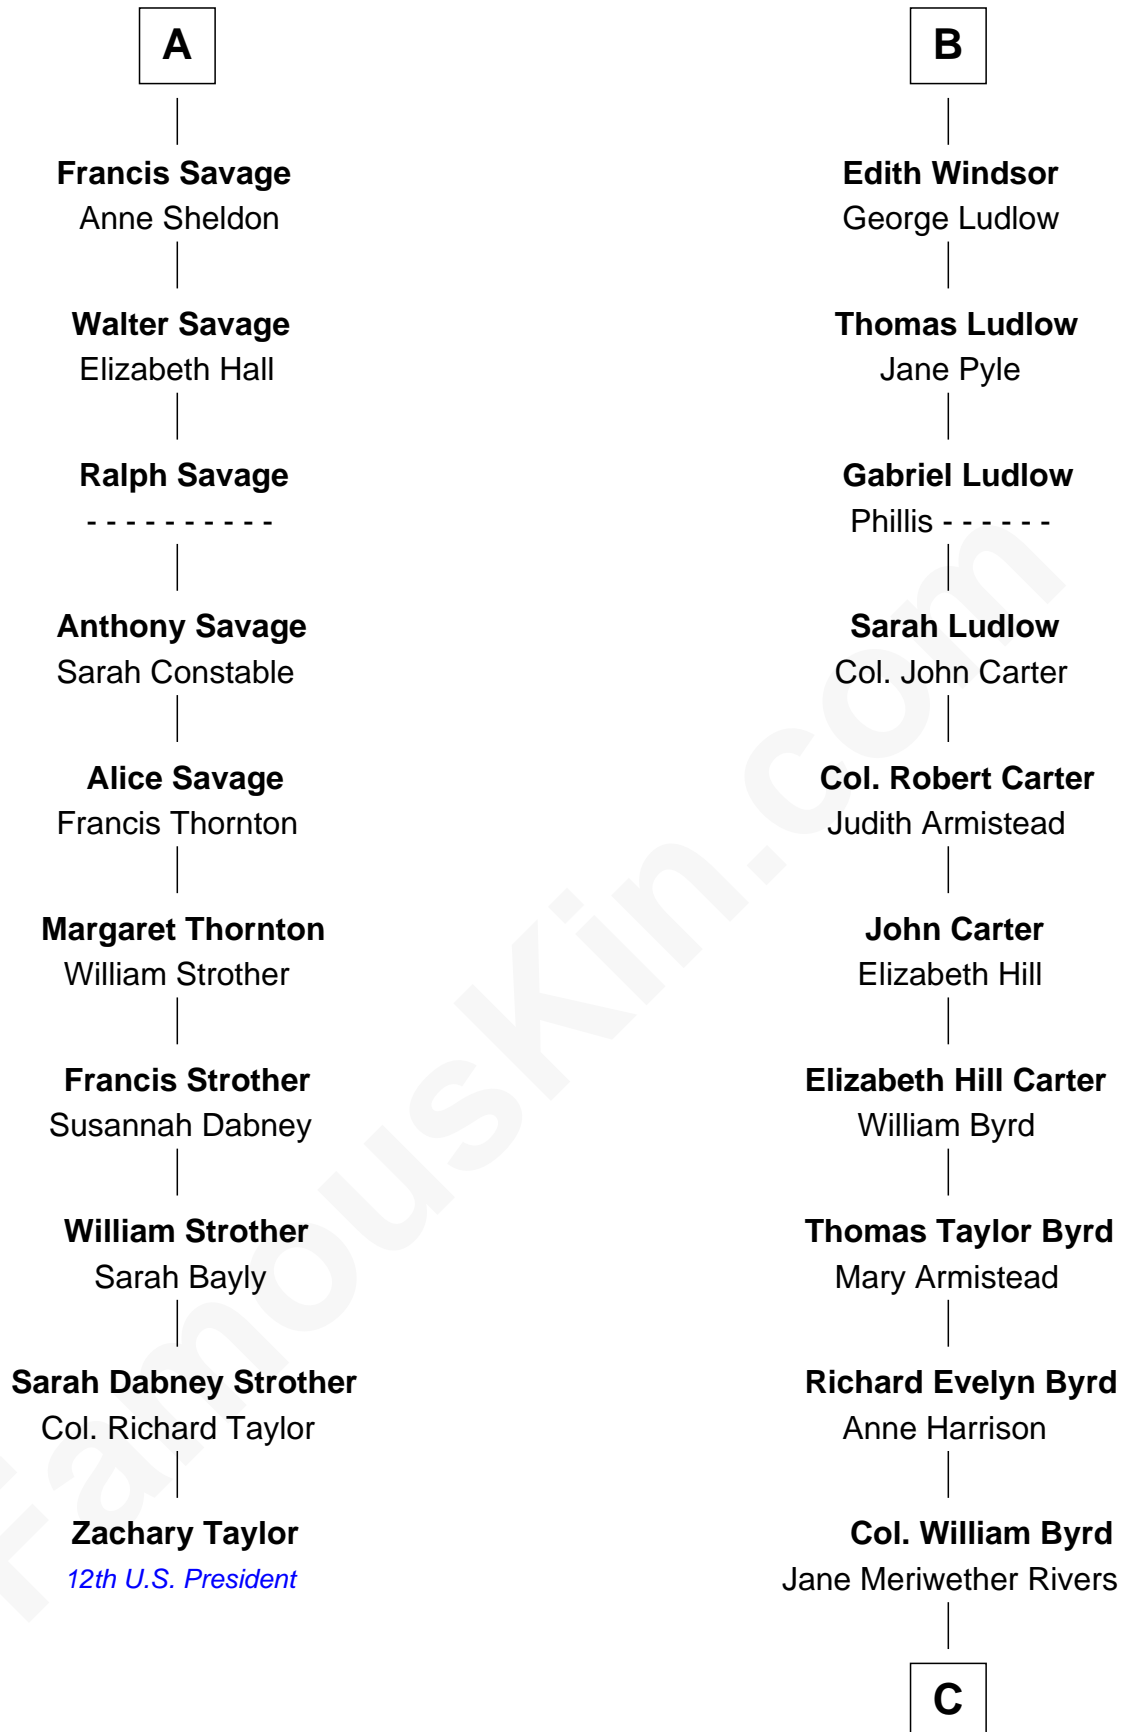 A
Francis Savage
Anne Sheldon
Walter Savage
Elizabeth Hall
Ralph Savage
- - - - - - - - - -
Anthony Savage
Sarah Constable
Alice Savage
Francis Thornton
Margaret Thornton
William Strother
Francis Strother
Susannah Dabney
William Strother
Sarah Bayly
Sarah Dabney Strother
Col. Richard Taylor
Zachary Taylor
12th U.S. President
B
Edith Windsor
George Ludlow
Thomas Ludlow
Jane Pyle
Gabriel Ludlow
Phillis - - - - - -
Sarah Ludlow
Col. John Carter
Col. Robert Carter
Judith Armistead
John Carter
Elizabeth Hill
Elizabeth Hill Carter
William Byrd
Thomas Taylor Byrd
Mary Armistead
Richard Evelyn Byrd
Anne Harrison
Col. William Byrd
Jane Meriwether Rivers
C
FamousKin.com